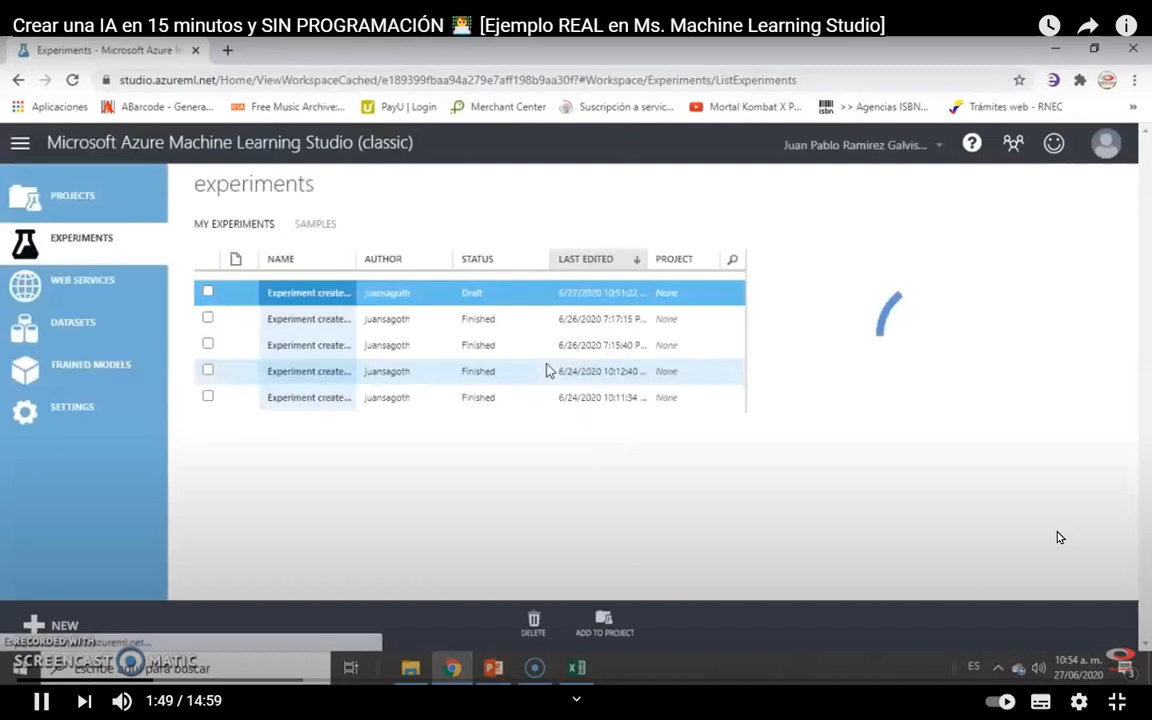 Crear una IA en 15 minutos y SIN PROGRAMACIÓN 👨‍💻 [Ejemplo REAL en Ms. Machine Learning Studio]
Experiments - Microsoft Azure
studio.azureml.net/Home/ViewWorkspaceCached/e189399fbaa94a279e7aff198b9aa30f?#Workspace/Experiments/ListExperiments
Aplicaciones ABarcode - Genera... Free Music Archive:... PayU | Login Merchant Center Suscripción a servic... Mortal Kombat X P... >> Agencias ISBN... Trámites web - RNEC »
Microsoft Azure Machine Learning Studio (classic) Juan Pablo Ramirez Galvis...
PROJECTS
EXPERIMENTS
WEB SERVICES
DATASETS
TRAINED MODELS
SETTINGS
experiments
MY EXPERIMENTS SAMPLES
NAME AUTHOR STATUS LAST EDITED PROJECT
Experiment create... juansagoth Draft 6/27/2020 10:51:22 ... None
Experiment create... juansagoth Finished 6/26/2020 7:17:15 P... None
Experiment create... juansagoth Finished 6/26/2020 7:15:40 P... None
Experiment create... juansagoth Finished 6/24/2020 10:12:40 ... None
Experiment create... juansagoth Finished 6/24/2020 10:11:34 ... None
NEW DELETE ADD TO PROJECT
RECORDED WITH
SCREENCAST MATIC
Escribe aquí para buscar
ES 10:54 a. m.
27/06/2020 3
1:49 / 14:59